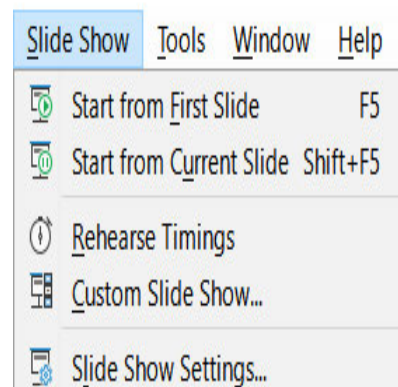 Slide Show Tools Window Help
Start from First Slide F5
Start from Current Slide Shift+F5
Rehearse Timings
Custom Slide Show...
Slide Show Settings...